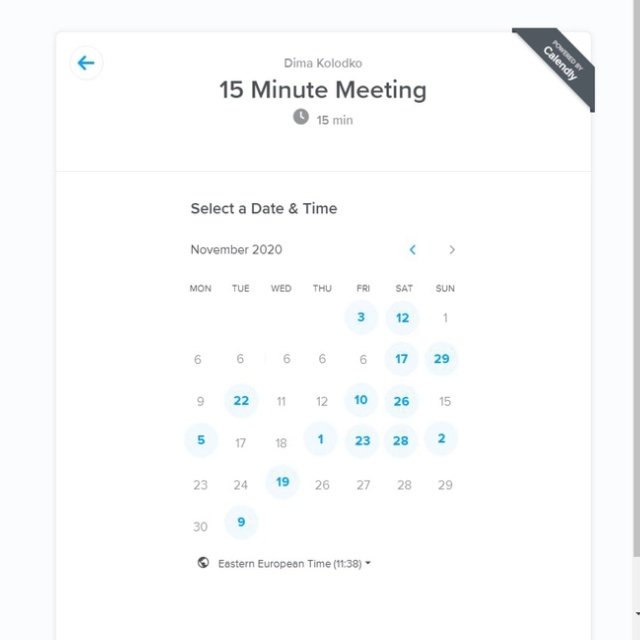 POWERED BY
Calendly
Dima Kolodko
15 Minute Meeting
15 min
Select a Date & Time
November 2020
MON TUE WED THU FRI SAT SUN
3 12 1
6 6 6 6 6 17 29
9 22 11 12 10 26 15
5 17 18 1 23 28 2
23 24 19 26 27 28 29
30 9
Eastern European Time (11:38)